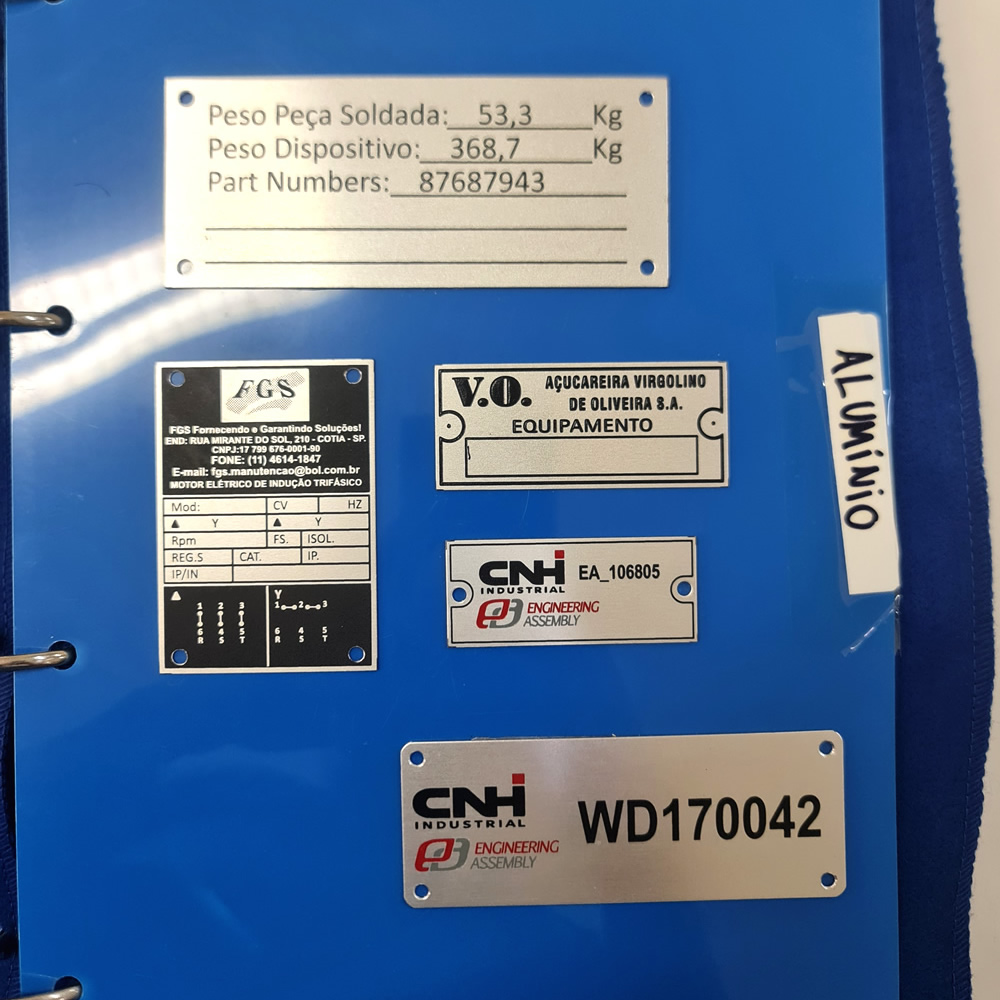 Peso Peça Soldada: 53,3 Kg
Peso Dispositivo: 368,7 Kg
Part Numbers: 87687943
FGS
FGS Fornecendo e Garantindo Soluções!
END: RUA MIRANTE DO SOL, 210 - COTIA - SP.
CNPJ:17 799 676-0001-90
FONE: (11) 4614-1847
E-mail: fgs.manutencao@bol.com.br
MOTOR ELÉTRICO DE INDUÇÃO TRIFÁSICO
Mod: CV HZ
▲ Y ▲ Y
Rpm FS. ISOL.
REG.S CAT. IP.
IP/IN
▲ Y
1 2 3 1 2 3
6 4 5 6 4 5
R S T R S T
V.O. AÇUCAREIRA VIRGOLINO
DE OLIVEIRA S.A.
EQUIPAMENTO
ALUMÍNIO
CNH
INDUSTRIAL
EA_106805
ENGINEERING
ASSEMBLY
CNH
INDUSTRIAL
WD170042
ENGINEERING
ASSEMBLY